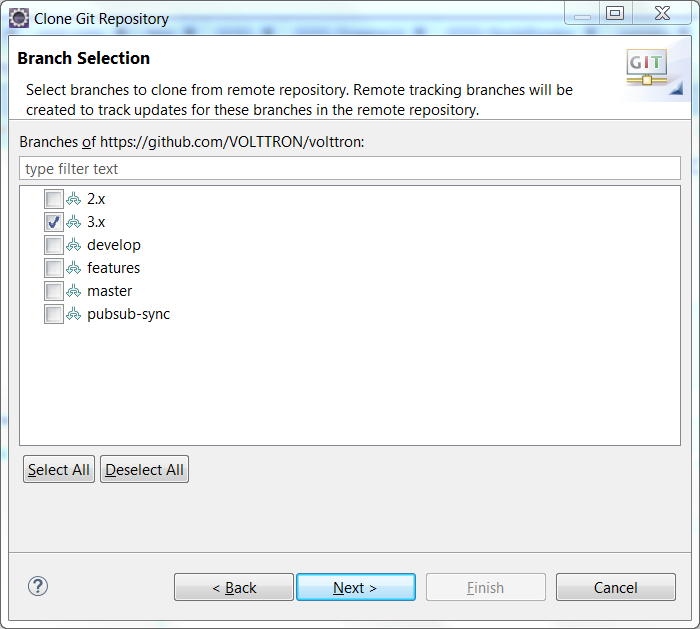 Clone Git Repository
Branch Selection
Select branches to clone from remote repository. Remote tracking branches will be
created to track updates for these branches in the remote repository.
GIT
Branches of https://github.com/VOLTTRON/volttron:
type filter text
2.x
3.x
develop
features
master
pubsub-sync
Select All Deselect All
? < Back Next > Finish Cancel